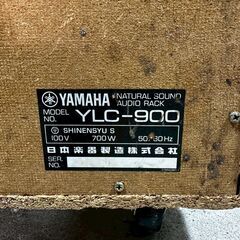 YAMAHA NATURAL SOUND
AUDIO RACK
MODEL NO. YLC-900
SHINENSYU S
100V 700W 50/60Hz
日本楽器製造株式会社
SER. NO.